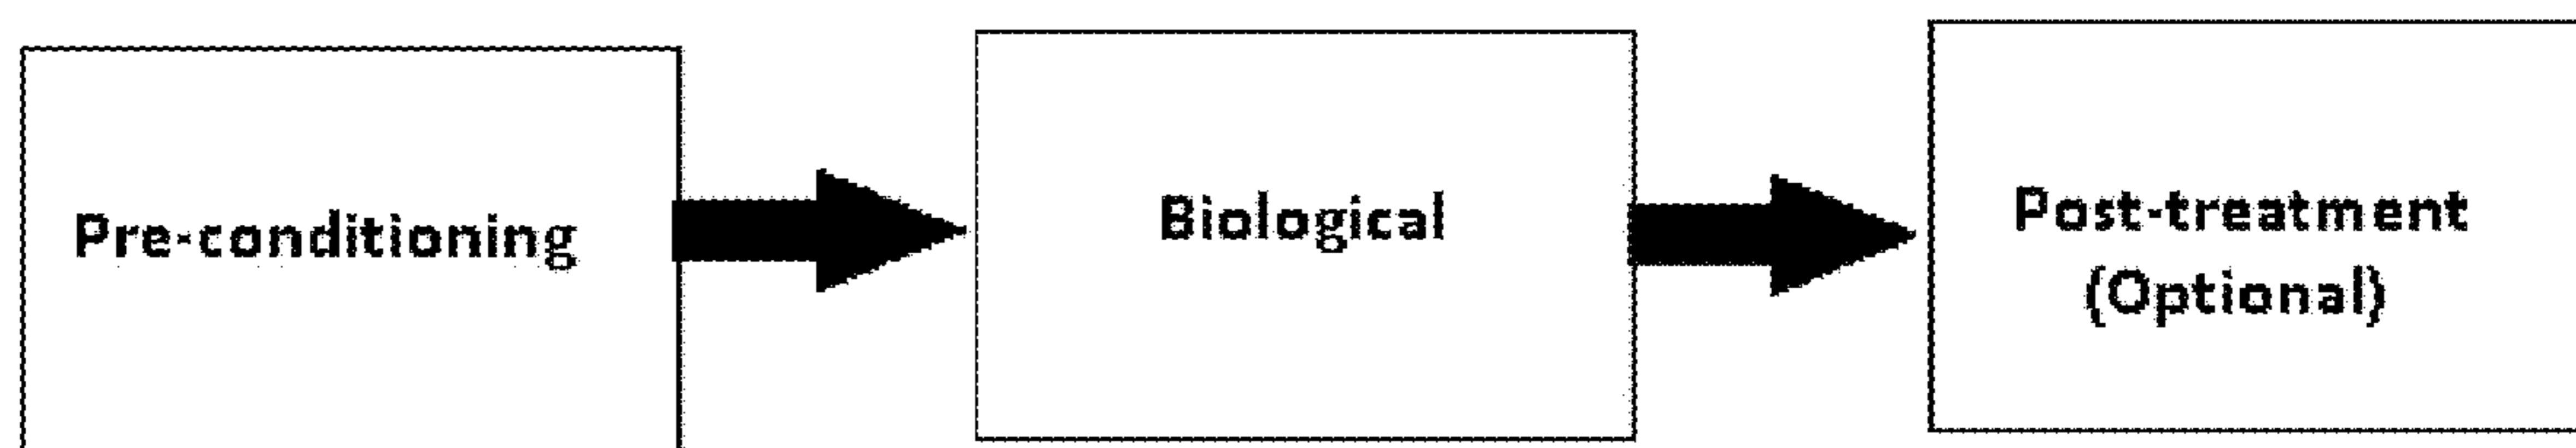 Pre-conditioning
Biological
Post-treatment
(Optional)